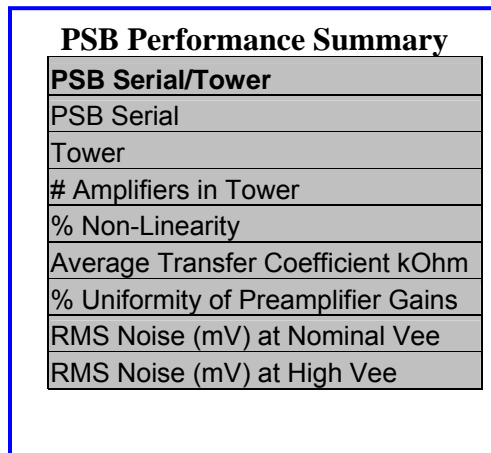 PSB Performance Summary
PSB Serial/Tower
PSB Serial
Tower
# Amplifiers in Tower
% Non-Linearity
Average Transfer Coefficient kOhm
% Uniformity of Preamplifier Gains
RMS Noise (mV) at Nominal Vee
RMS Noise (mV) at High Vee